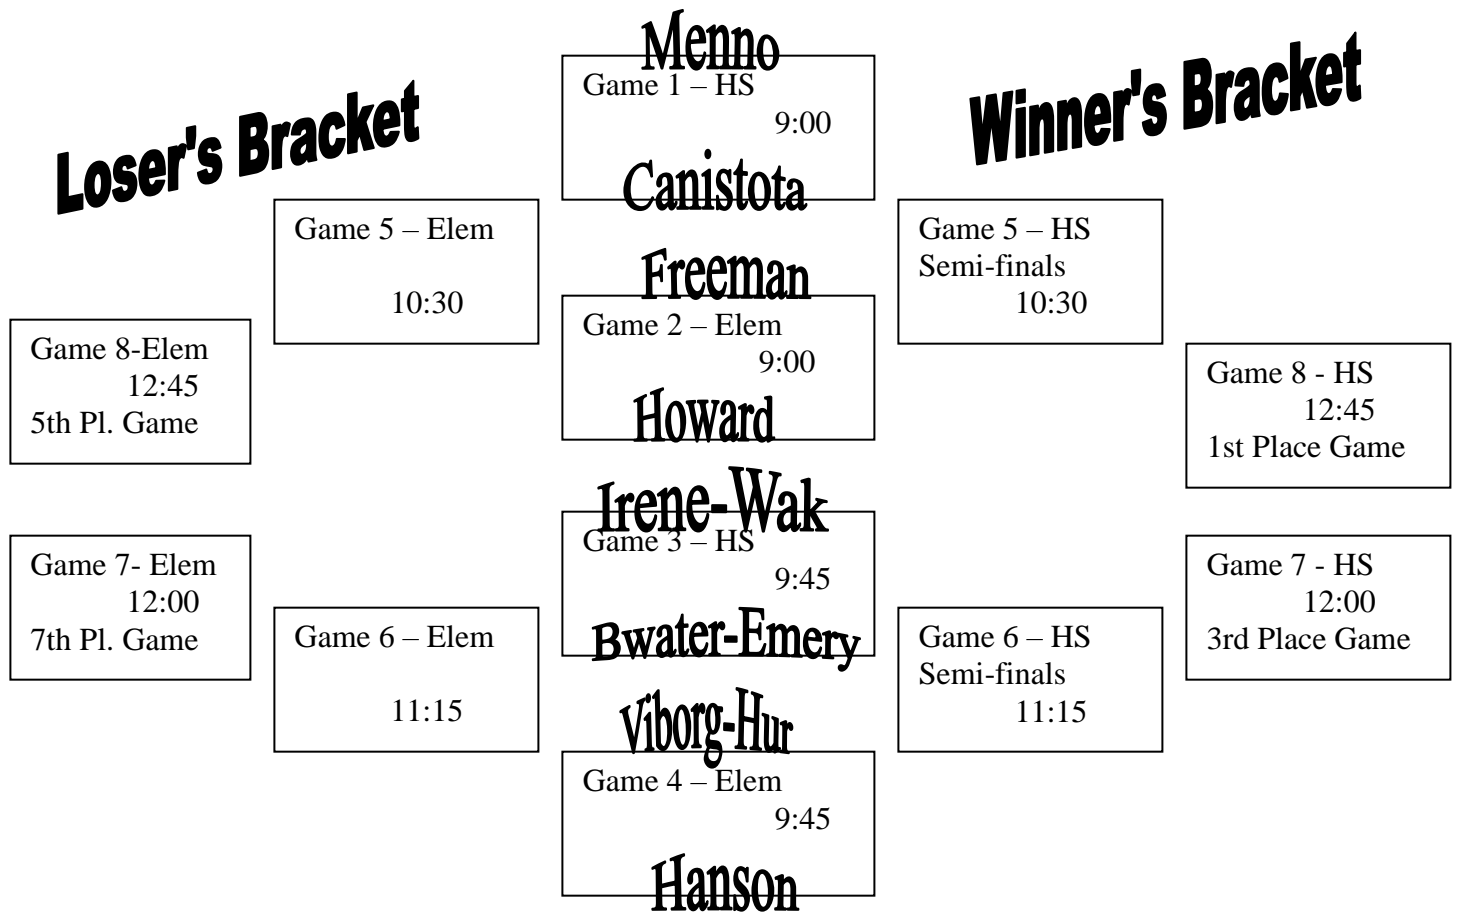 Loser's Bracket
Winner's Bracket
Menno
Game 1 – HS
9:00
Canistota
Freeman
Game 2 – Elem
9:00
Howard
Irene-Wak
Game 3 – HS
9:45
Bwater-Emery
Viborg-Hur
Game 4 – Elem
9:45
Hanson
Game 5 – Elem
10:30
Game 6 – Elem
11:15
Game 8-Elem
12:45
5th Pl. Game
Game 7- Elem
12:00
7th Pl. Game
Game 5 – HS
Semi-finals
10:30
Game 6 – HS
Semi-finals
11:15
Game 8 - HS
12:45
1st Place Game
Game 7 - HS
12:00
3rd Place Game